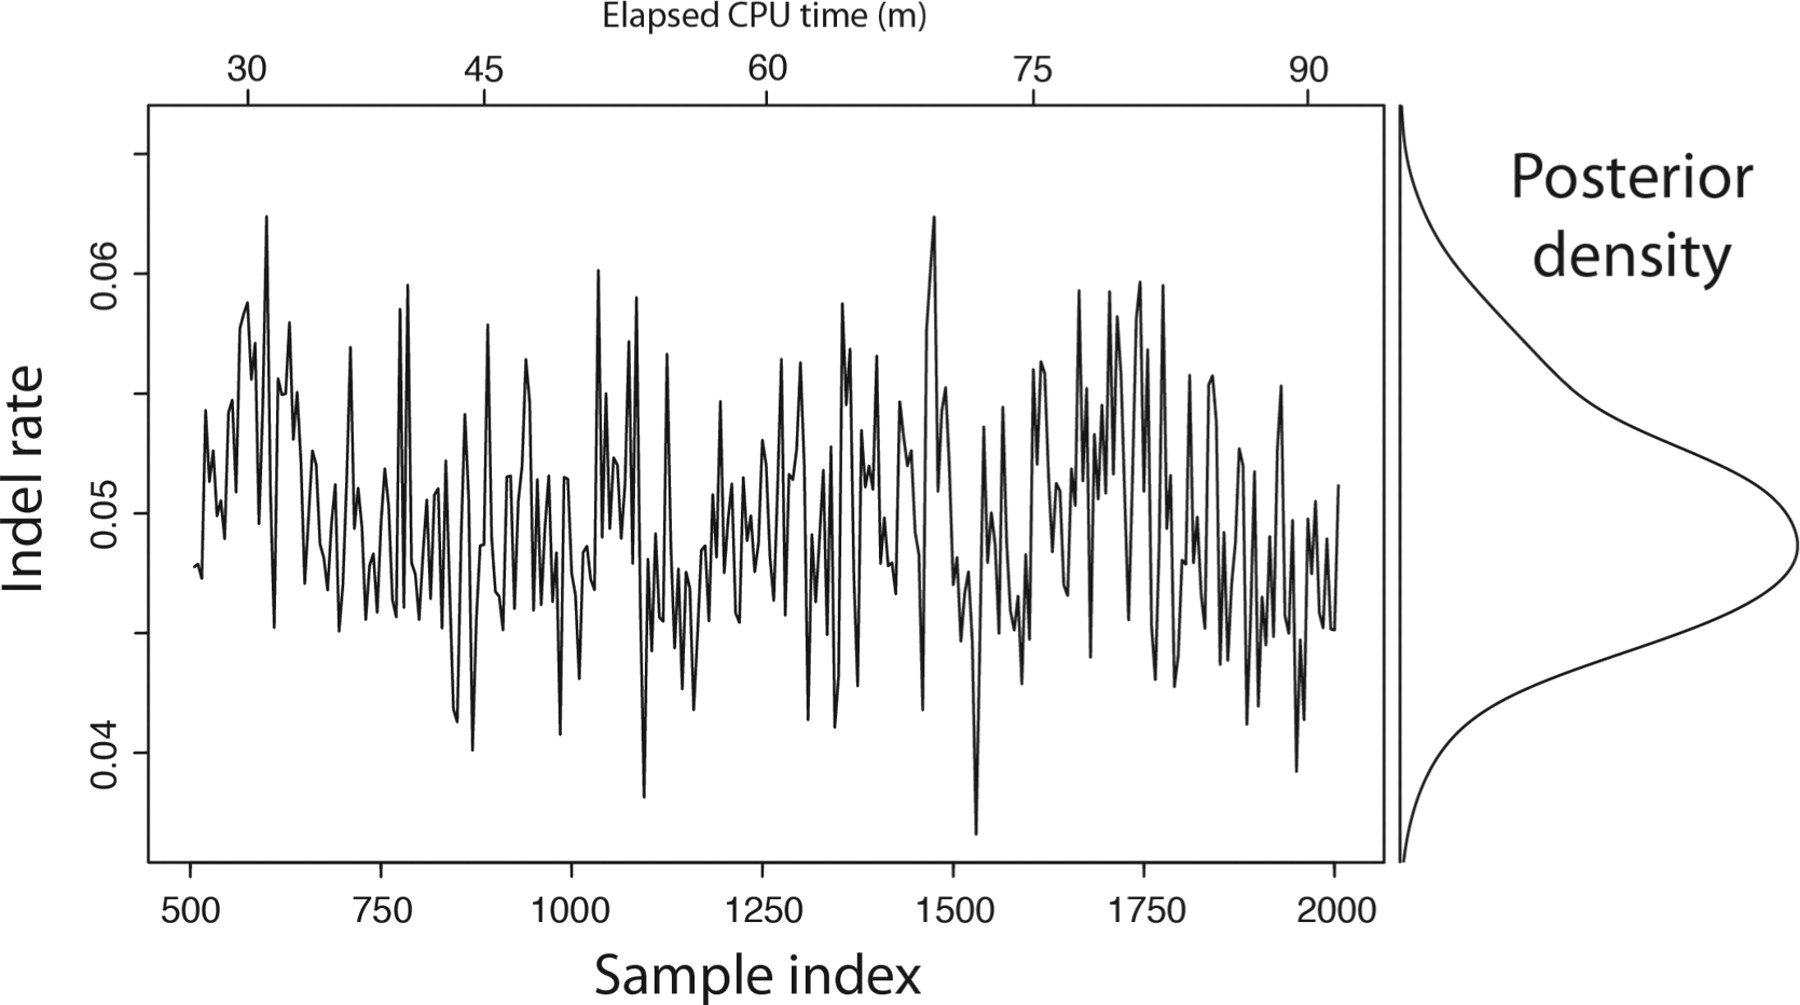 Elapsed CPU time (m)
30 45 60 75 90
Posterior
density
Indel rate
0.06
0.05
0.04
500 750 1000 1250 1500 1750 2000
Sample index